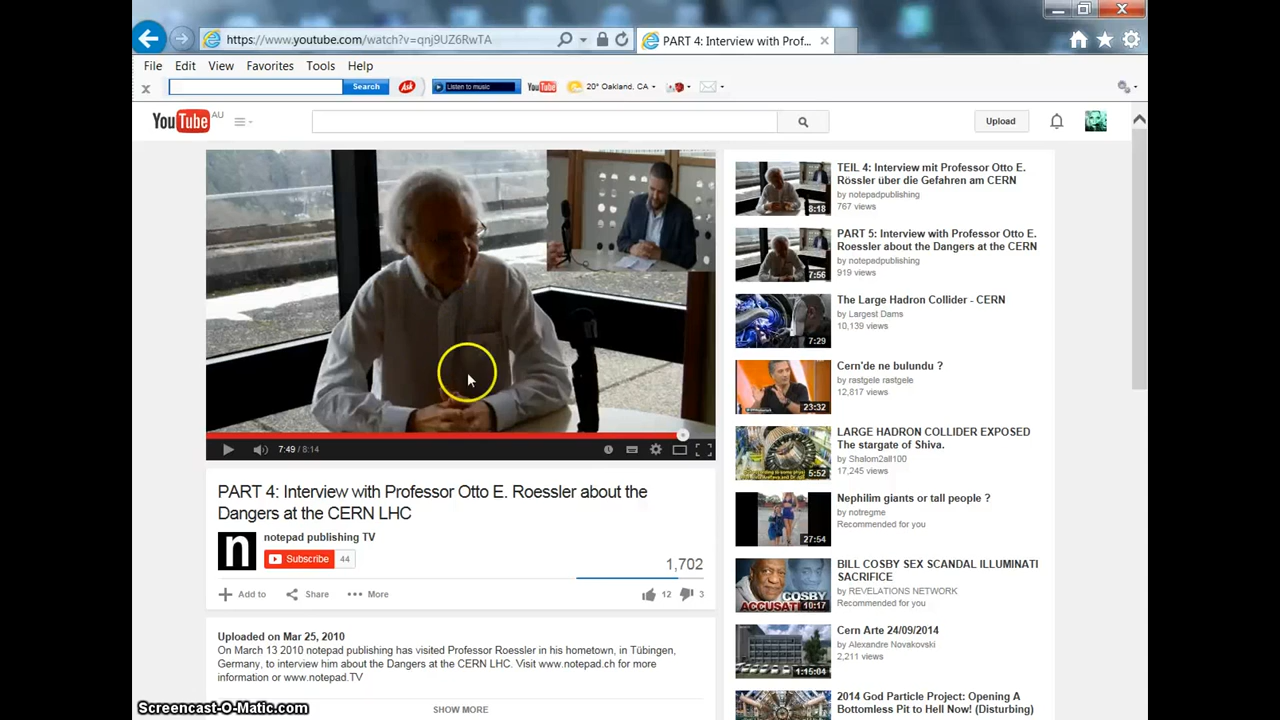 https://www.youtube.com/watch?v=qnj9UZ6RwTA
PART 4: Interview with Prof...
File Edit View Favorites Tools Help
x Search Ask Listen to music YouTube 20° Oakland, CA
YouTube AU
Upload
7:49 / 8:14
PART 4: Interview with Professor Otto E. Roessler about the
Dangers at the CERN LHC
notepad publishing TV
n
Subscribe 44
1,702
Add to Share More 12 3
Uploaded on Mar 25, 2010
On March 13 2010 notepad publishing has visited Professor Roessler in his hometown, in Tübingen,
Germany, to interview him about the Dangers at the CERN LHC. Visit www.notepad.ch for more
information or www.notepad.TV
SHOW MORE
TEIL 4: Interview mit Professor Otto E.
Rössler über die Gefahren am CERN
by notepadpublishing
767 views
8:18
PART 5: Interview with Professor Otto E.
Roessler about the Dangers at the CERN
by notepadpublishing
919 views
7:56
The Large Hadron Collider - CERN
by Largest Dams
10,139 views
7:29
Cern'de ne bulundu ?
by rastgele rastgele
12,817 views
23:32
LARGE HADRON COLLIDER EXPOSED
The stargate of Shiva.
by Shalom2all100
17,245 views
5:52
Nephilim giants or tall people ?
by notregme
Recommended for you
27:54
BILL COSBY SEX SCANDAL ILLUMINATI
SACRIFICE
by REVELATIONS NETWORK
Recommended for you
COSBY
ACCUSAT
10:17
Cern Arte 24/09/2014
by Alexandre Novakovski
2,211 views
1:15:04
2014 God Particle Project: Opening A
Bottomless Pit to Hell Now! (Disturbing)
Screencast-O-Matic.com